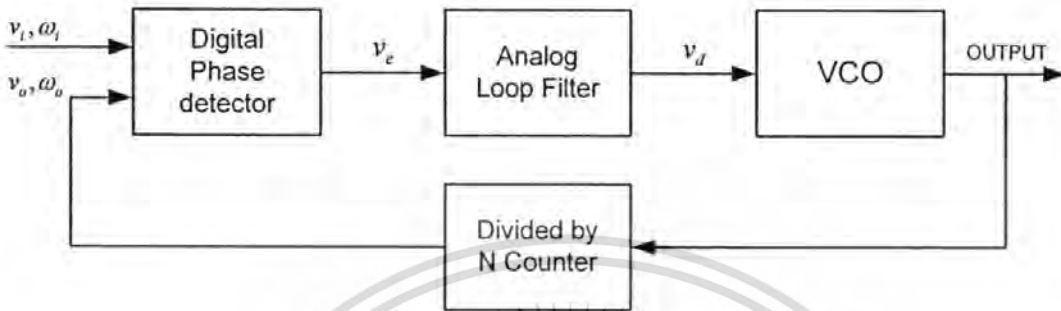 v_i, ω_i
v_o, ω_o
Digital
Phase
detector
v_e
Analog
Loop Filter
v_d
VCO
OUTPUT
Divided by
N Counter